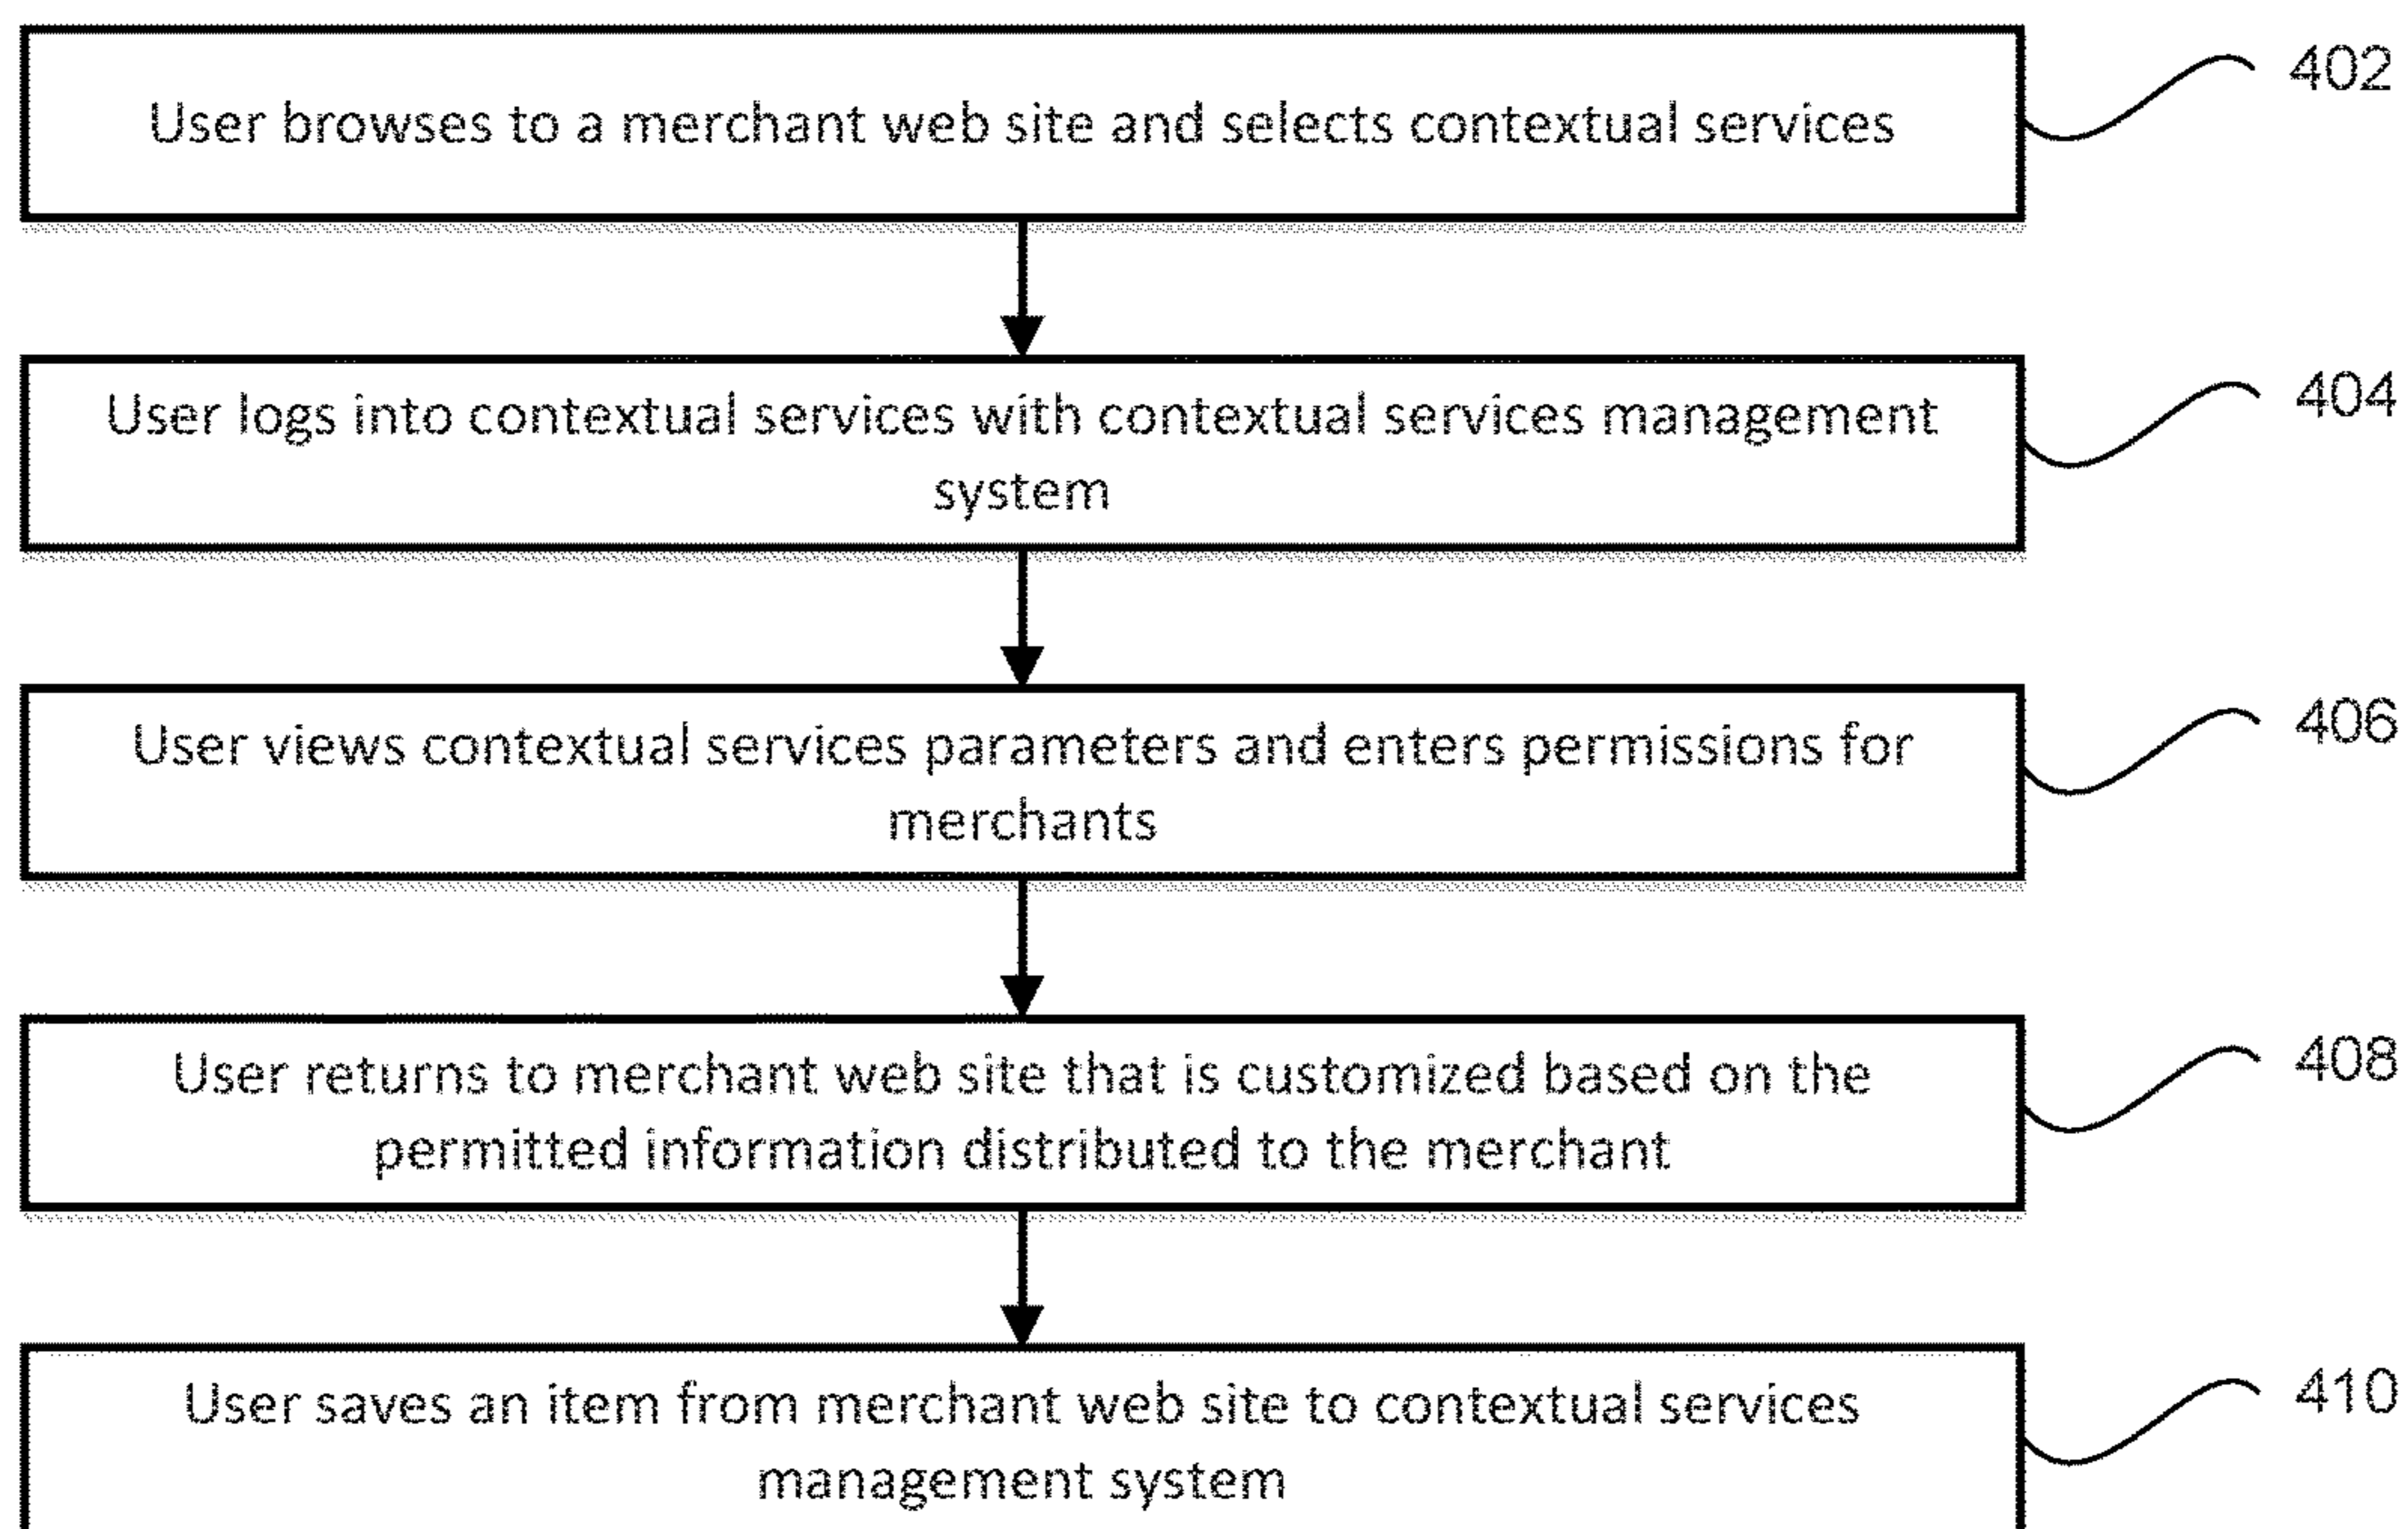 User browses to a merchant web site and selects contextual services
402
User logs into contextual services with contextual services management
system
404
User views contextual services parameters and enters permissions for
merchants
406
User returns to merchant web site that is customized based on the
permitted information distributed to the merchant
408
User saves an item from merchant web site to contextual services
management system
410